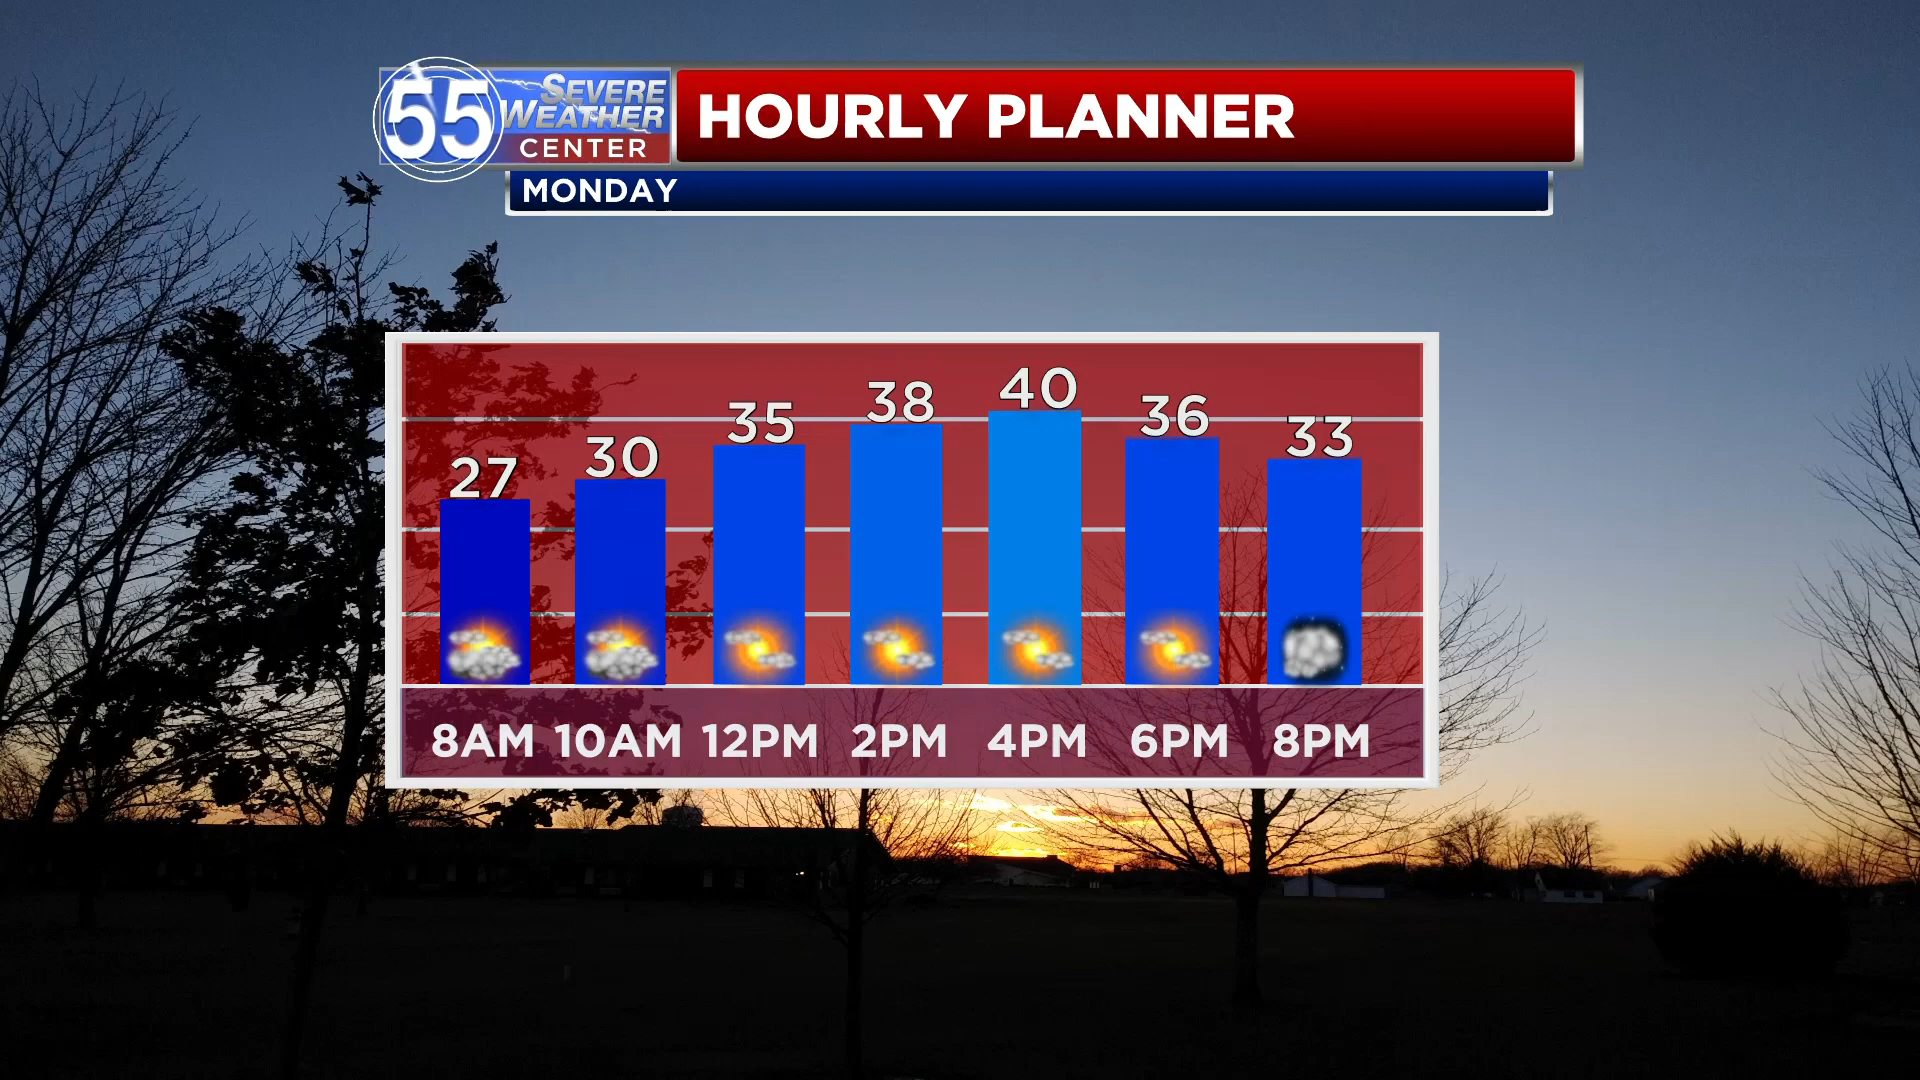 55 SEVERE WEATHER CENTER
HOURLY PLANNER
MONDAY
27 30 35 38 40 36 33
8AM 10AM 12PM 2PM 4PM 6PM 8PM